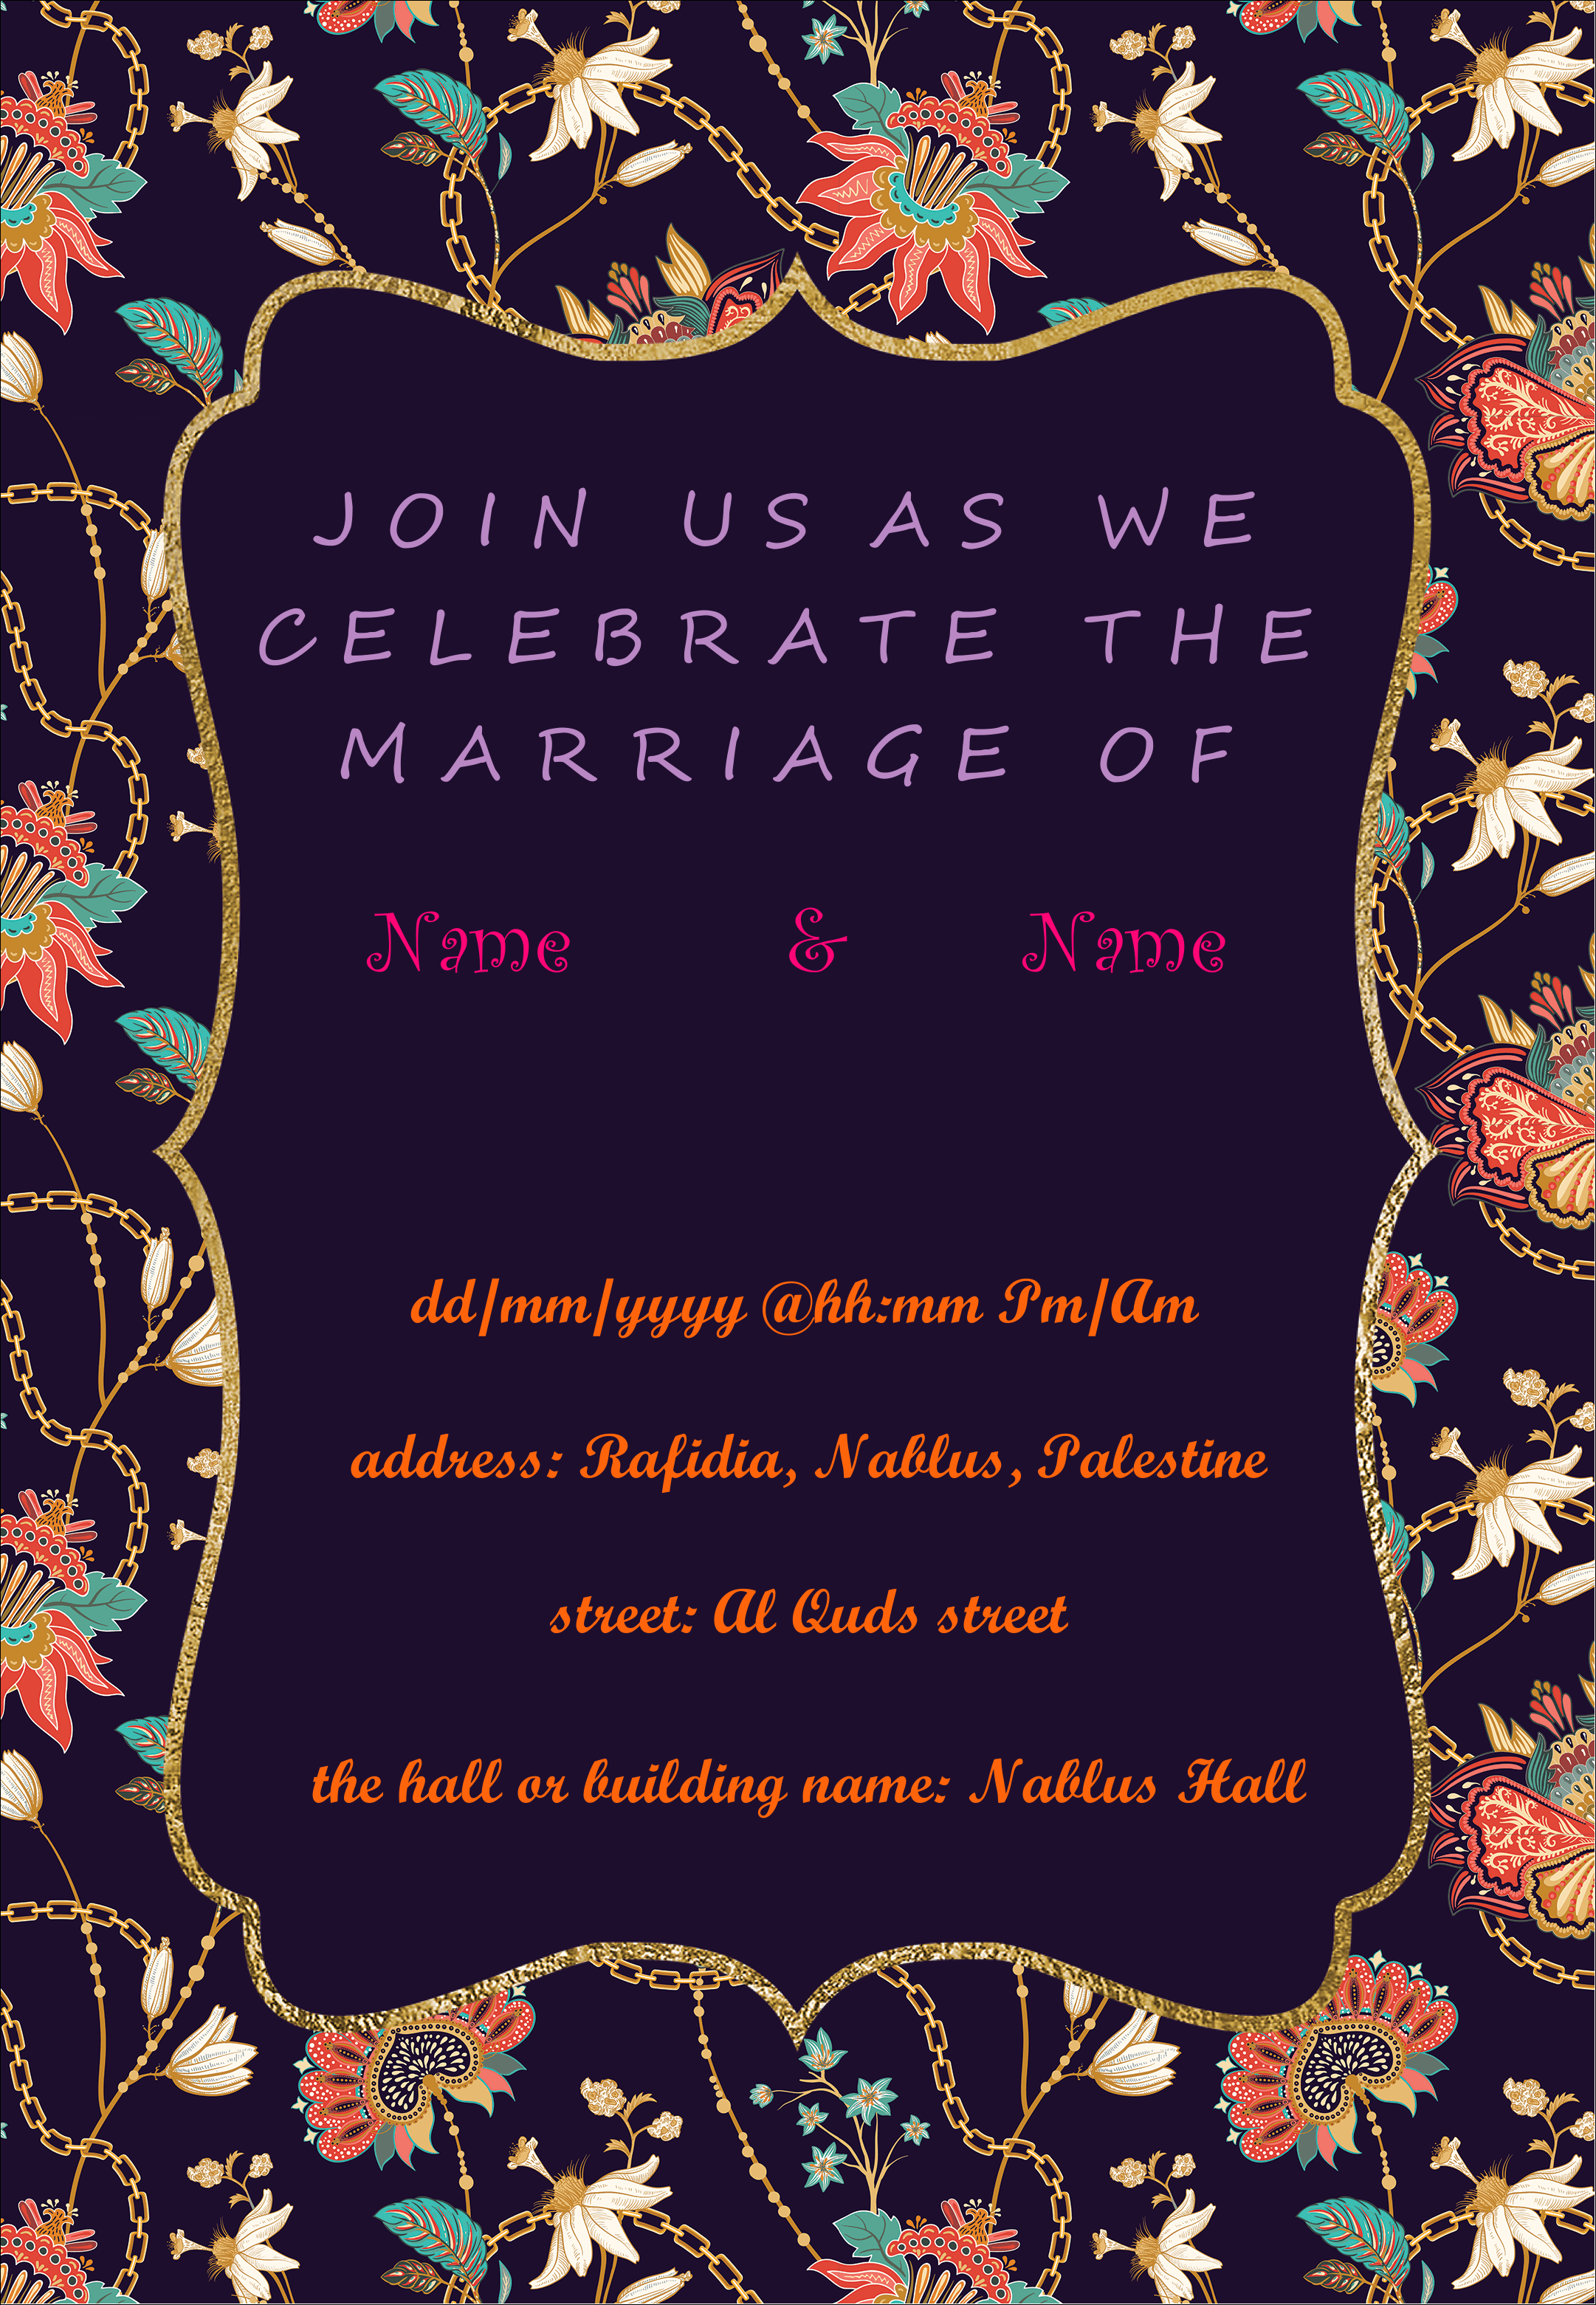 JOIN US AS WE
CELEBRATE THE
MARRIAGE OF
Name & Name
dd/mm/yyyy @hh:mm Pm/Am
address: Rafidia, Nablus, Palestine
street: Al Quds street
the hall or building name: Nablus Hall